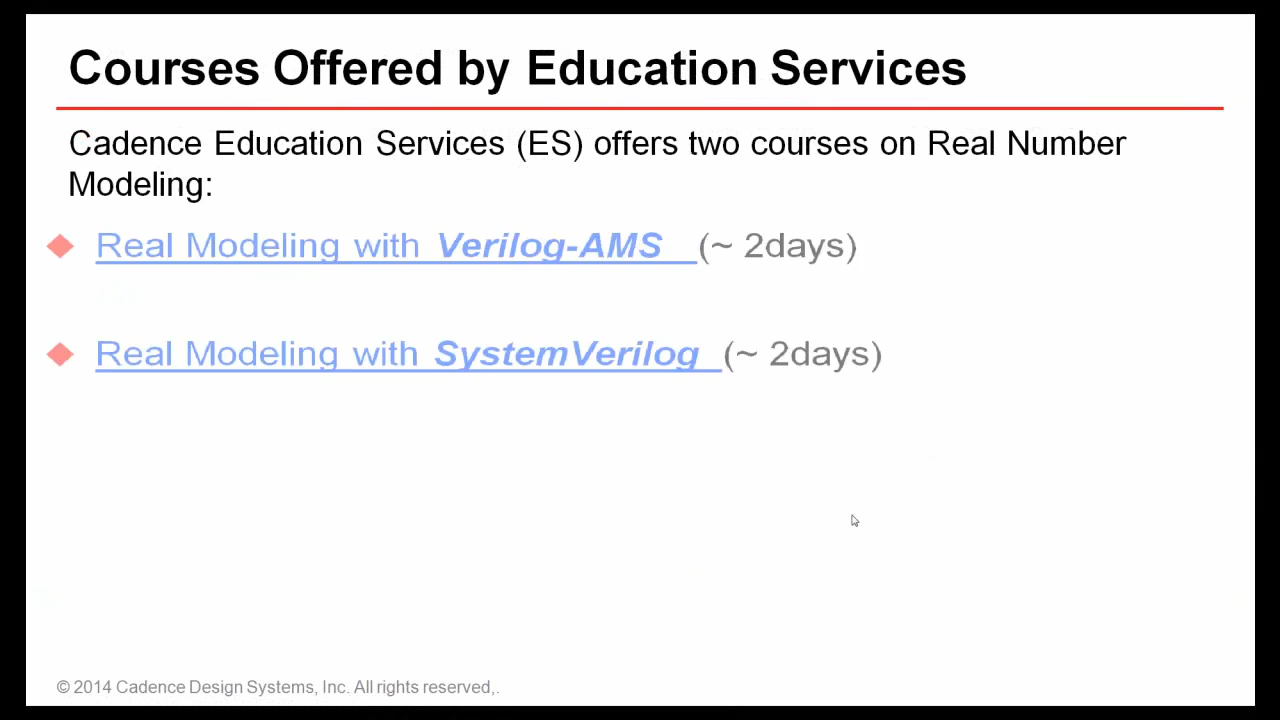 Courses Offered by Education Services
Cadence Education Services (ES) offers two courses on Real Number
Modeling:
Real Modeling with Verilog-AMS (~ 2days)
Real Modeling with SystemVerilog (~ 2days)
© 2014 Cadence Design Systems, Inc. All rights reserved,.